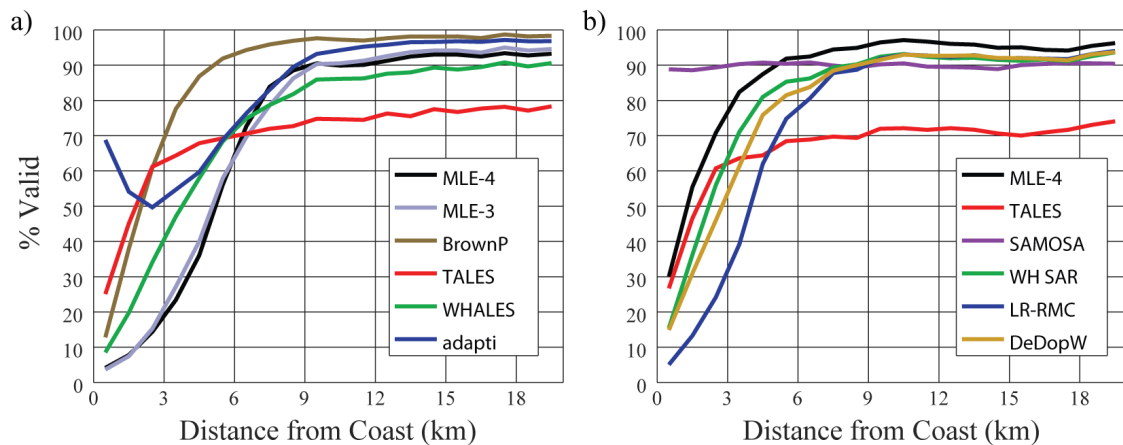 a)
% Valid
100
90
80
70
60
50
40
30
20
10
0
0 3 6 9 12 15 18
Distance from Coast (km)
MLE-4
MLE-3
BrownP
TALES
WHALES
adapti
b)
100
90
80
70
60
50
40
30
20
10
0
0 3 6 9 12 15 18
Distance from Coast (km)
MLE-4
TALES
SAMOSA
WH SAR
LR-RMC
DeDopW